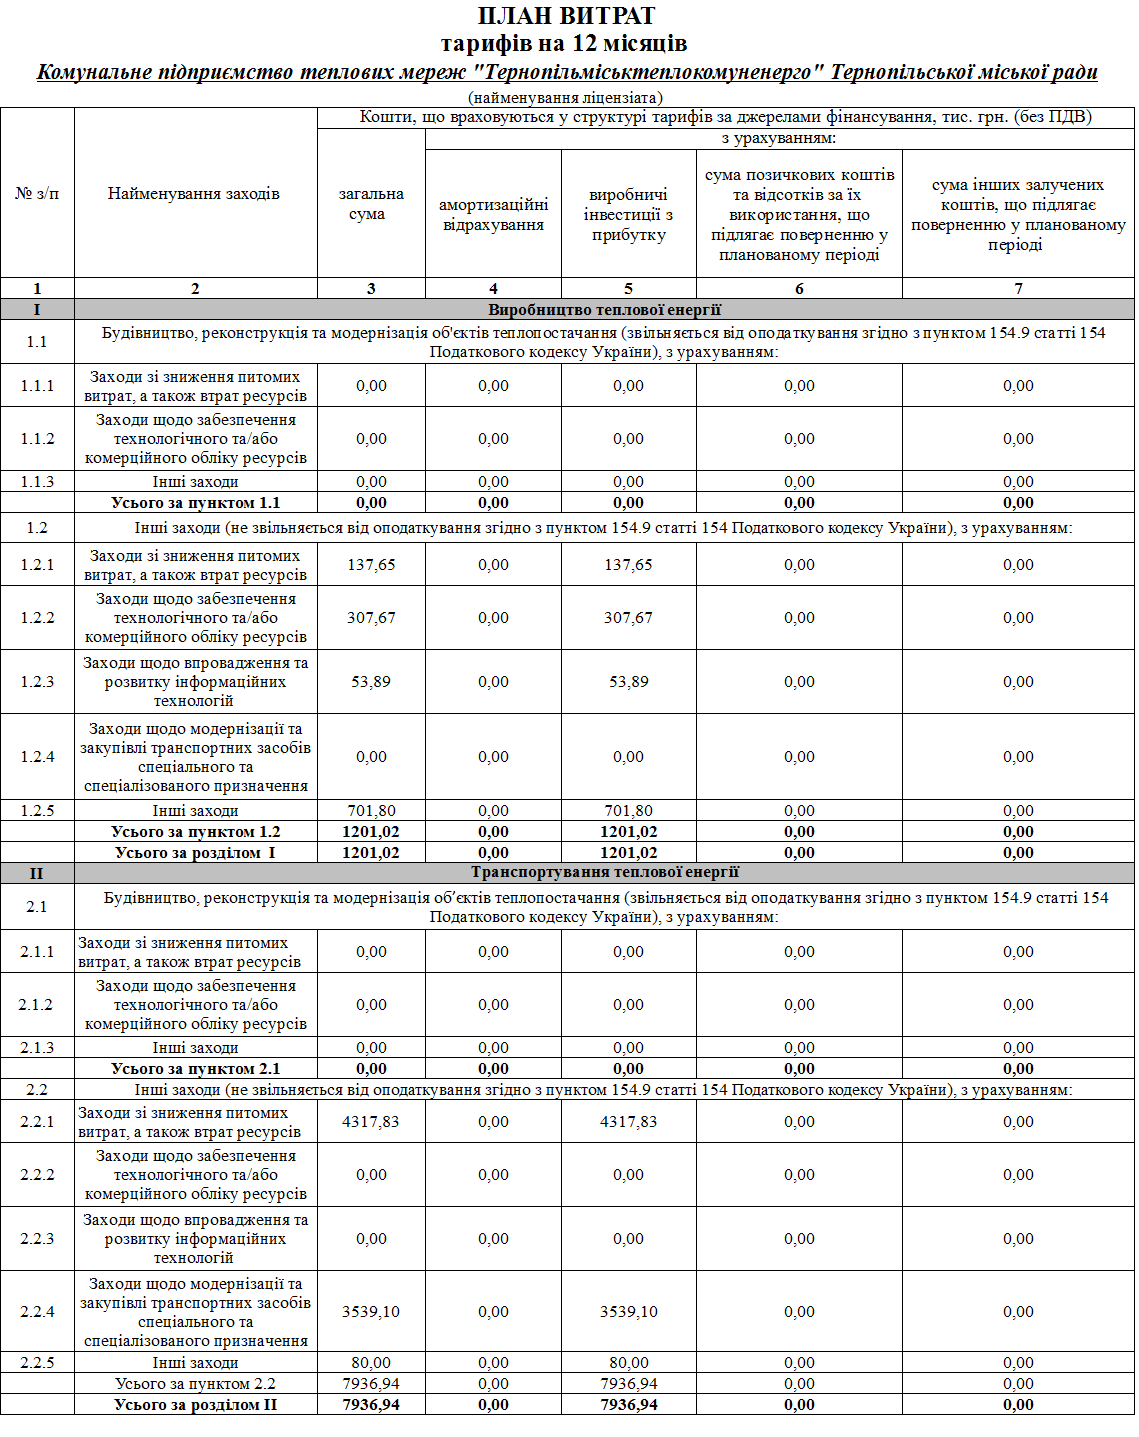 ПЛАН ВИТРАТ
тарифів на 12 місяців
Комунальне підприємство теплових мереж "Тернопільміськтеплокомуненерго" Тернопільської міської ради
(найменування ліцензіата)
№ з/п
Найменування заходів
Кошти, що враховуються у структурі тарифів за джерелами фінансування, тис. грн. (без ПДВ)
загальна
сума
з урахуванням:
амортизаційні
відрахування
виробничі
інвестиції з
прибутку
сума позичкових коштів
та відсотків за їх
використання, що
підлягає поверненню у
планованому періоді
сума інших залучених
коштів, що підлягає
поверненню у планованому
періоді
1 2 3 4 5 6 7
I Виробництво теплової енергії
1.1 Будівництво, реконструкція та модернізація об'єктів теплопостачання (звільняється від оподаткування згідно з пунктом 154.9 статті 154
Податкового кодексу України), з урахуванням:
1.1.1 Заходи зі зниження питомих
витрат, а також втрат ресурсів 0,00 0,00 0,00 0,00 0,00
1.1.2 Заходи щодо забезпечення
технологічного та/або
комерційного обліку ресурсів 0,00 0,00 0,00 0,00 0,00
1.1.3 Інші заходи 0,00 0,00 0,00 0,00 0,00
Усього за пунктом 1.1 0,00 0,00 0,00 0,00 0,00
1.2 Інші заходи (не звільняється від оподаткування згідно з пунктом 154.9 статті 154 Податкового кодексу України), з урахуванням:
1.2.1 Заходи зі зниження питомих
витрат, а також втрат ресурсів 137,65 0,00 137,65 0,00 0,00
1.2.2 Заходи щодо забезпечення
технологічного та/або
комерційного обліку ресурсів 307,67 0,00 307,67 0,00 0,00
1.2.3 Заходи щодо впровадження та
розвитку інформаційних
технологій 53,89 0,00 53,89 0,00 0,00
1.2.4 Заходи щодо модернізації та
закупівлі транспортних засобів
спеціального та
спеціалізованого призначення 0,00 0,00 0,00 0,00 0,00
1.2.5 Інші заходи 701,80 0,00 701,80 0,00 0,00
Усього за пунктом 1.2 1201,02 0,00 1201,02 0,00 0,00
Усього за розділом I 1201,02 0,00 1201,02 0,00 0,00
II Транспортування теплової енергії
2.1 Будівництво, реконструкція та модернізація об′єктів теплопостачання (звільняється від оподаткування згідно з пунктом 154.9 статті 154
Податкового кодексу України), з урахуванням:
2.1.1 Заходи зі зниження питомих
витрат, а також втрат ресурсів 0,00 0,00 0,00 0,00 0,00
2.1.2 Заходи щодо забезпечення
технологічного та/або
комерційного обліку ресурсів 0,00 0,00 0,00 0,00 0,00
2.1.3 Інші заходи 0,00 0,00 0,00 0,00 0,00
Усього за пунктом 2.1 0,00 0,00 0,00 0,00 0,00
2.2 Інші заходи (не звільняється від оподаткування згідно з пунктом 154.9 статті 154 Податкового кодексу України), з урахуванням:
2.2.1 Заходи зі зниження питомих
витрат, а також втрат ресурсів 4317,83 0,00 4317,83 0,00 0,00
2.2.2 Заходи щодо забезпечення
технологічного та/або
комерційного обліку ресурсів 0,00 0,00 0,00 0,00 0,00
2.2.3 Заходи щодо впровадження та
розвитку інформаційних
технологій 0,00 0,00 0,00 0,00 0,00
2.2.4 Заходи щодо модернізації та
закупівлі транспортних засобів
спеціального та
спеціалізованого призначення 3539,10 0,00 3539,10 0,00 0,00
2.2.5 Інші заходи 80,00 0,00 80,00 0,00 0,00
Усього за пунктом 2.2 7936,94 0,00 7936,94 0,00 0,00
Усього за розділом II 7936,94 0,00 7936,94 0,00 0,00